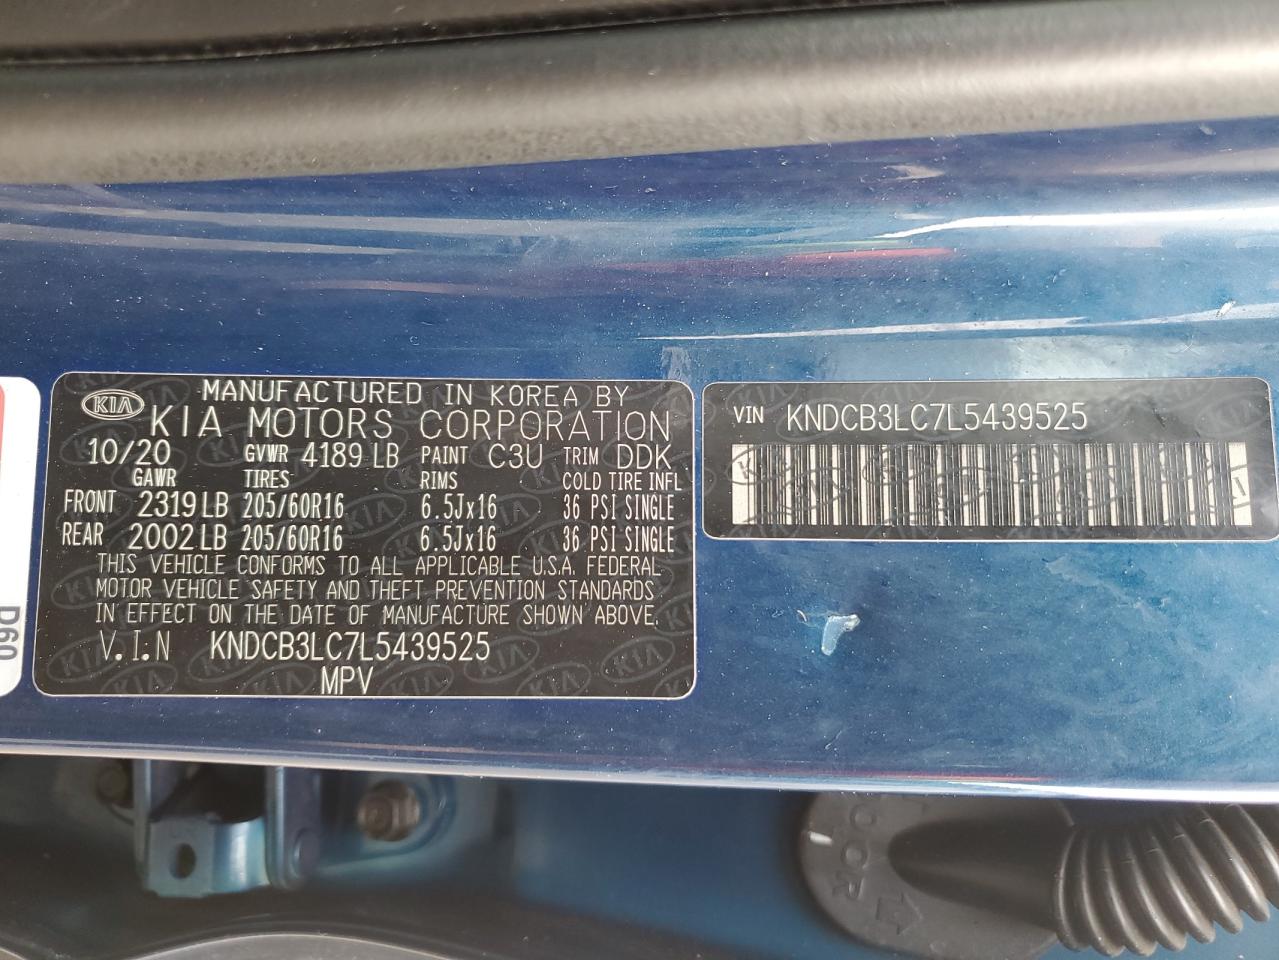 MANUFACTURED IN KOREA BY
KIA KIA MOTORS CORPORATION
10/20 GVWR 4189 LB PAINT C3U TRIM DDK
GAWR TIRES RIMS COLD TIRE INFL
FRONT 2319 LB 205/60R16 6.5Jx16 36 PSI SINGLE
REAR 2002 LB 205/60R16 6.5Jx16 36 PSI SINGLE
THIS VEHICLE CONFORMS TO ALL APPLICABLE U.S.A. FEDERAL
MOTOR VEHICLE SAFETY AND THEFT PREVENTION STANDARDS
IN EFFECT ON THE DATE OF MANUFACTURE SHOWN ABOVE.
V.I.N KNDCB3LC7L5439525
MPV
VIN KNDCB3LC7L5439525
D60